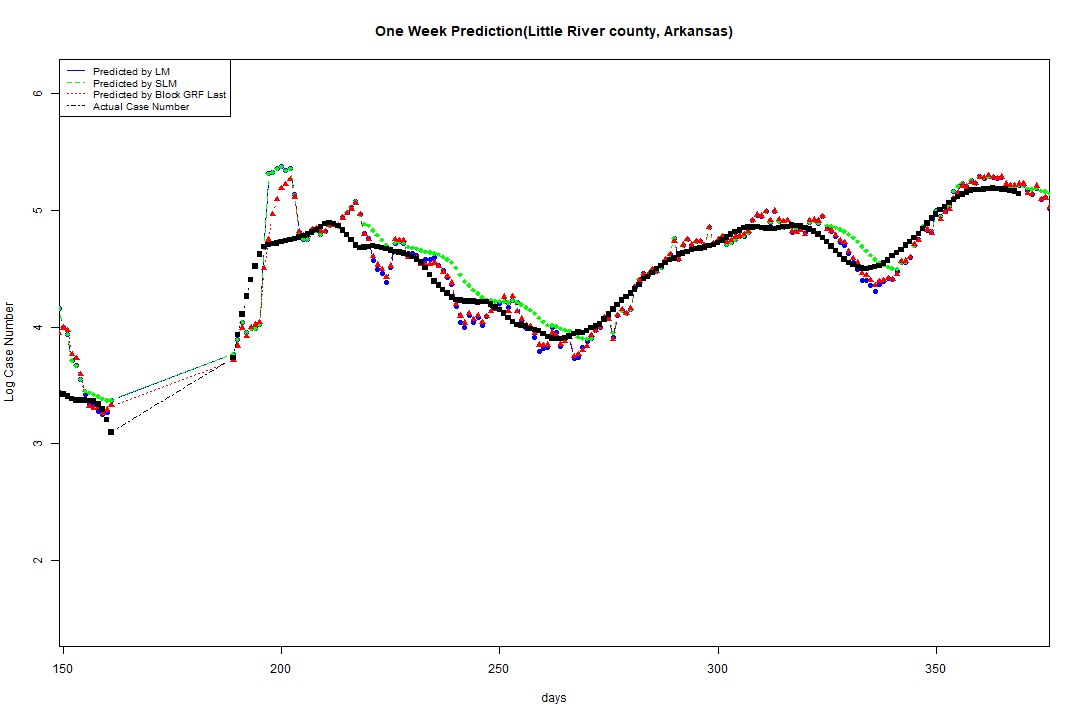 One Week Prediction(Little River county, Arkansas)
Predicted by LM
Predicted by SLM
Predicted by Block GRF Last
Actual Case Number
6
5
4
3
2
Log Case Number
150
200
250
300
350
days